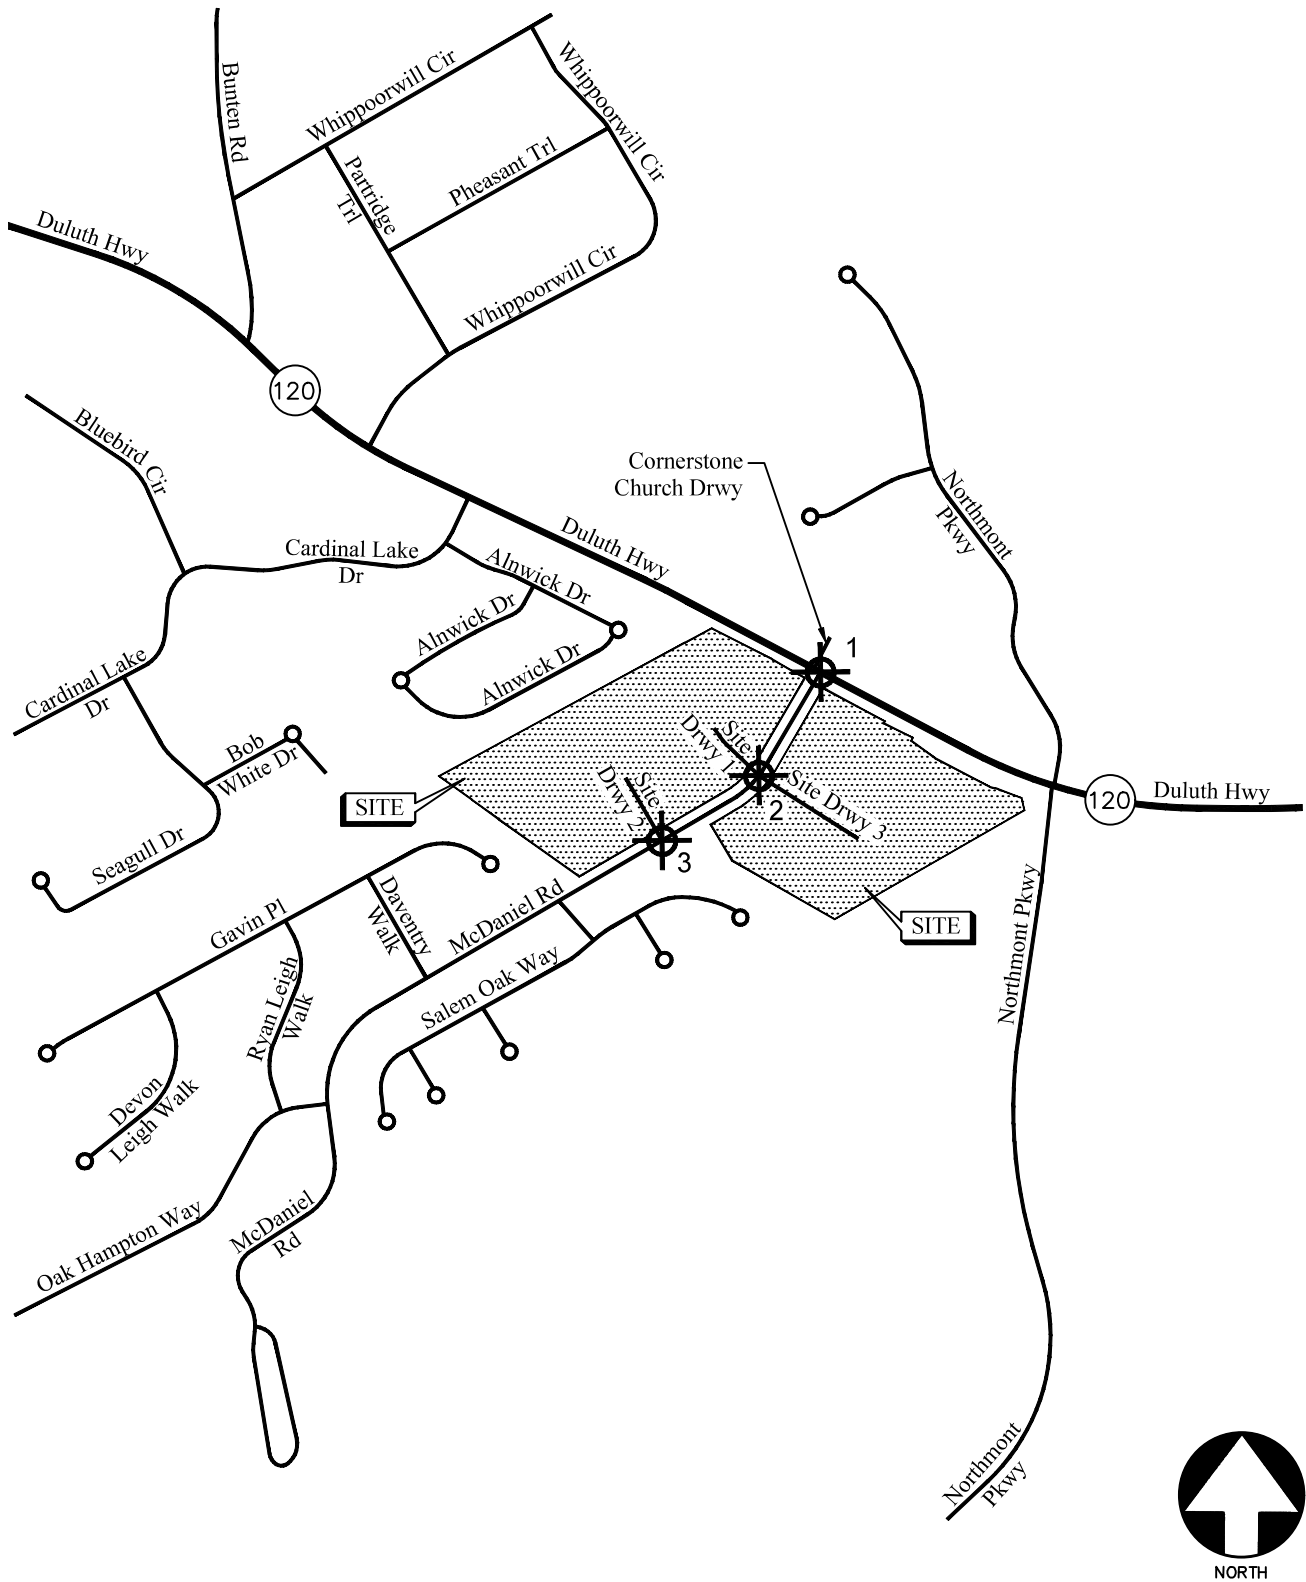 Whippoorwill Cir
Whippoorwill Cir
Bunten Rd
Pheasant Trl
Partridge
Trl
Duluth Hwy
Whippoorwill Cir
120
Bluebird Cir
Cornerstone
Church Drwy
Northmont
Pkwy
Duluth Hwy
Cardinal Lake
Dr
Alnwick Dr
Alnwick Dr
Alnwick Dr
Cardinal Lake
Dr
1
Bob
White Dr
Site
Drwy 1
Site
Drwy 2
Site Drwy 3
2
3
SITE
120
Duluth Hwy
Seagull Dr
Gavin Pl
Daventry
Walk
McDaniel Rd
SITE
Northmont Pkwy
Salem Oak Way
Ryan Leigh
Walk
Devon
Leigh Walk
Oak Hampton Way
McDaniel
Rd
Northmont
Pkwy
NORTH